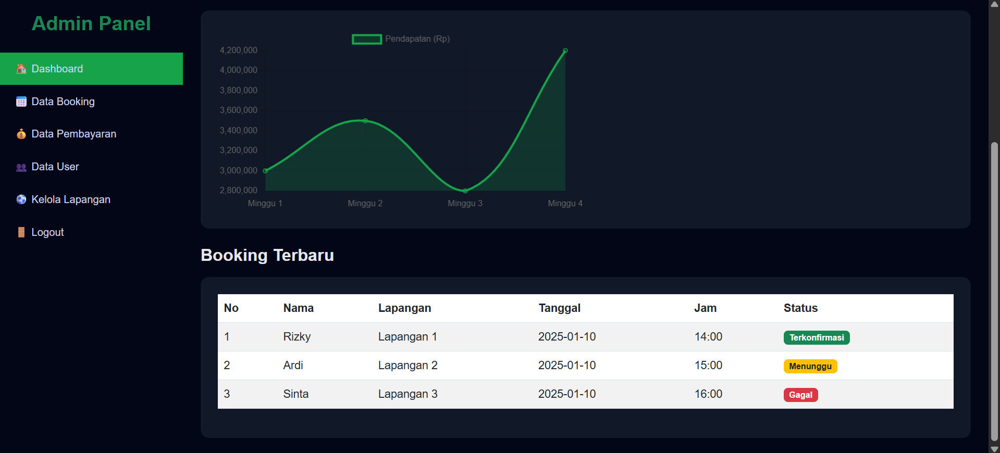 Admin Panel
Dashboard
Data Booking
Data Pembayaran
Data User
Kelola Lapangan
Logout
Pendapatan (Rp)
4,200,000
4,000,000
3,800,000
3,600,000
3,400,000
3,200,000
3,000,000
2,800,000
Minggu 1 Minggu 2 Minggu 3 Minggu 4
Booking Terbaru
No Nama Lapangan Tanggal Jam Status
1 Rizky Lapangan 1 2025-01-10 14:00 Terkonfirmasi
2 Ardi Lapangan 2 2025-01-10 15:00 Menunggu
3 Sinta Lapangan 3 2025-01-10 16:00 Gagal